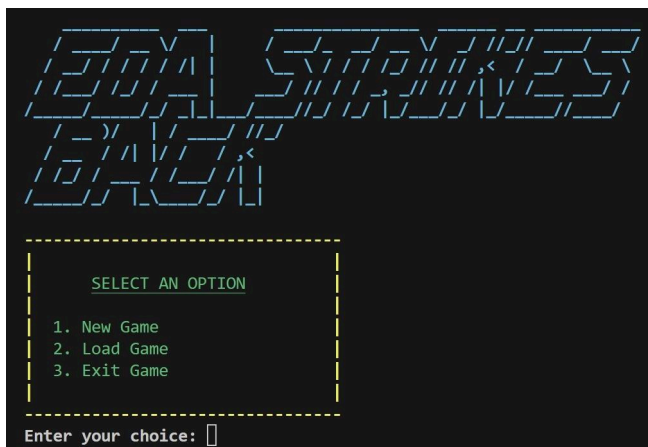 EDA STRIKES
BACK
SELECT AN OPTION
1. New Game
2. Load Game
3. Exit Game
Enter your choice: